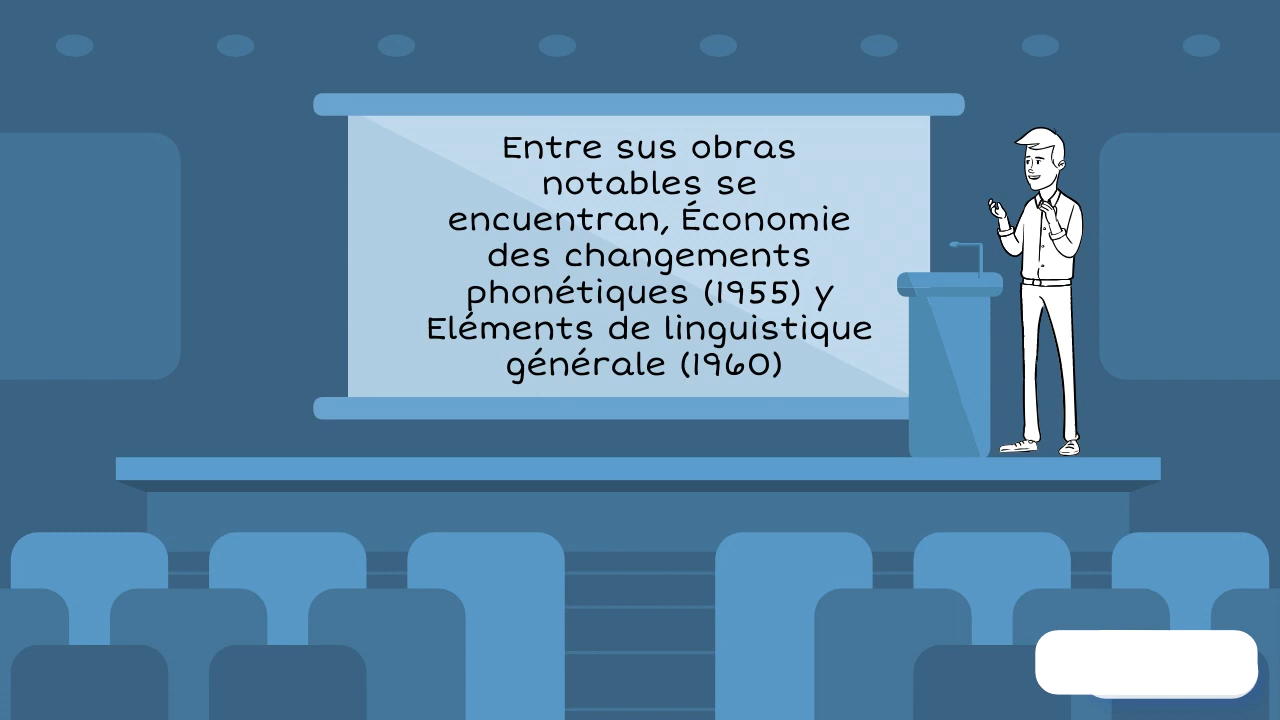 Entre sus obras
notables se
encuentran, Économie
des changements
phonétiques (1955) y
Eléments de linguistique
générale (1960)